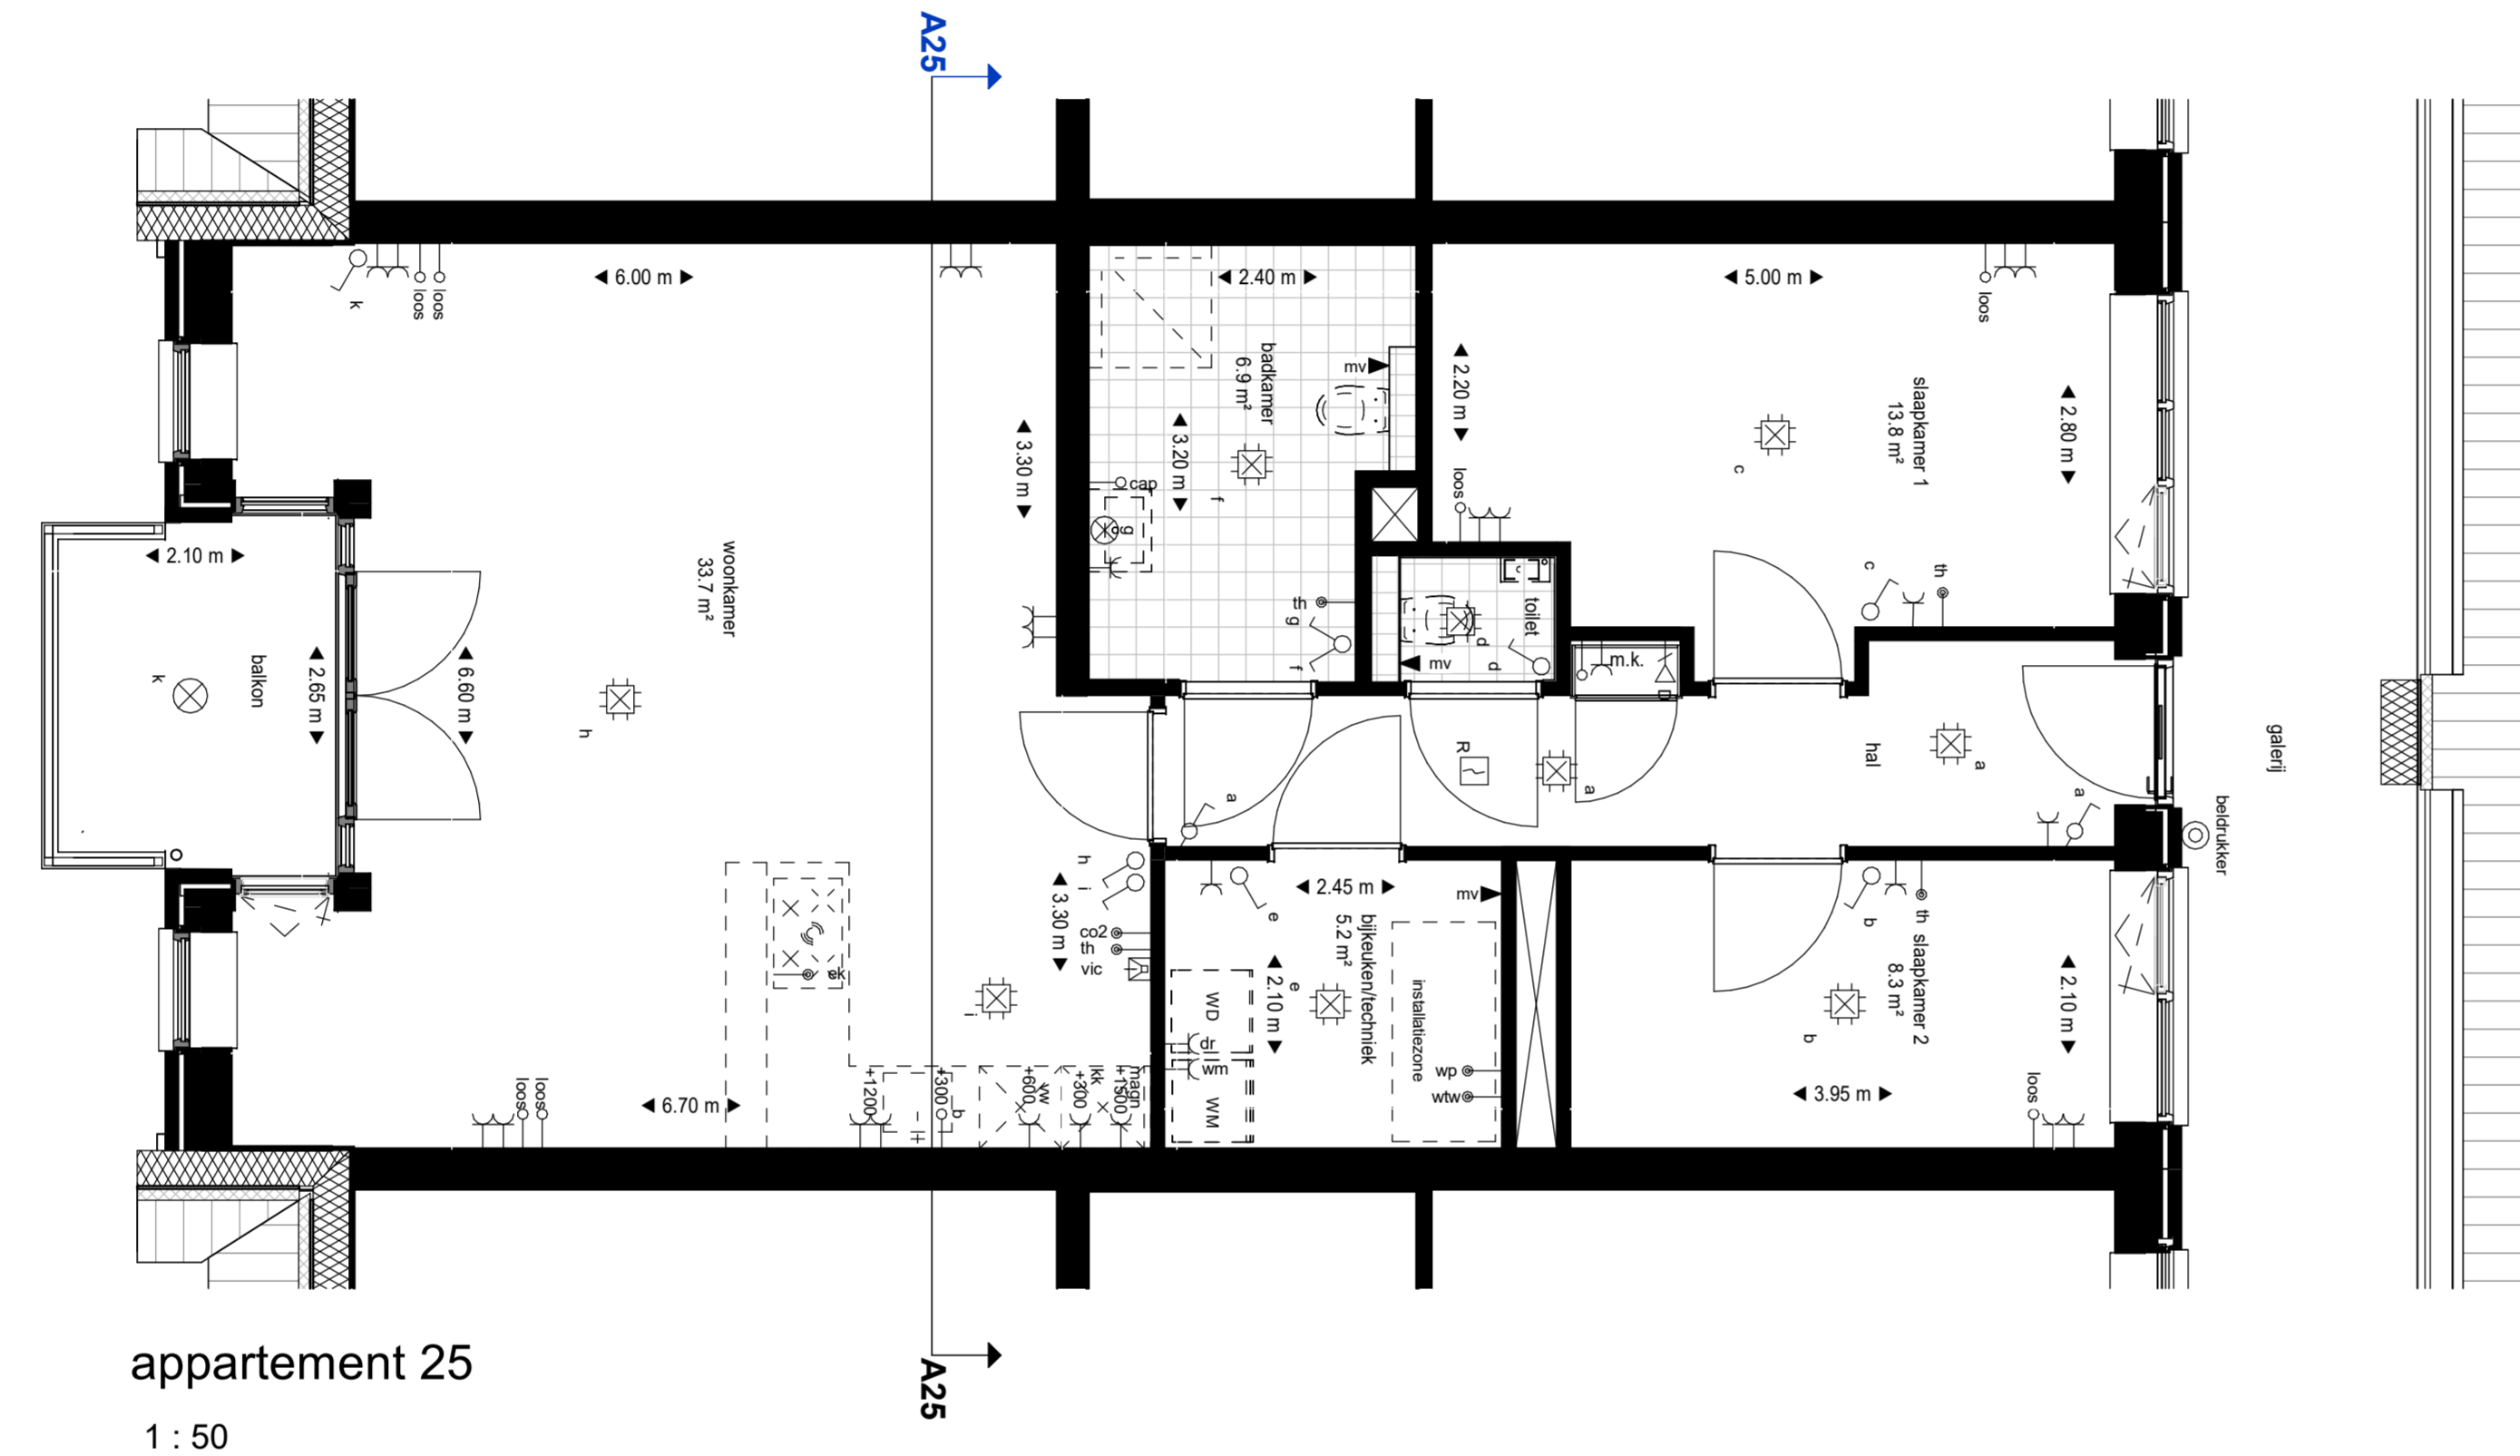 A25
6.00 m
2.40 m
5.00 m
k
loos
loos
loos
badkamer
6.9 m²
mv
2.20 m
slaapkamer 1
13.8 m²
2.80 m
3.30 m
3.20 m
f
c
cap
g
loos
2.10 m
woonkamer
33.7 m²
th
g
f
toilet
d
d
mv
m.k.
c
th
k
balkon
2.65 m
6.60 m
h
R
a
a
hal
a
a
galerij
beldrukker
h
i
3.30 m
co2
th
vic
ek
i
2.45 m
mv
e
bijkeuken/techniek
5.2 m²
2.10 m
e
installatiezone
WD
dr
wm
WM
wp
wtw
b
th
slaapkamer 2
8.3 m²
2.10 m
b
3.95 m
loos
loos
loos
6.70 m
+1200
+300
b
+600
vw
+300
kk
+1500
magn
A25
appartement 25
1 : 50